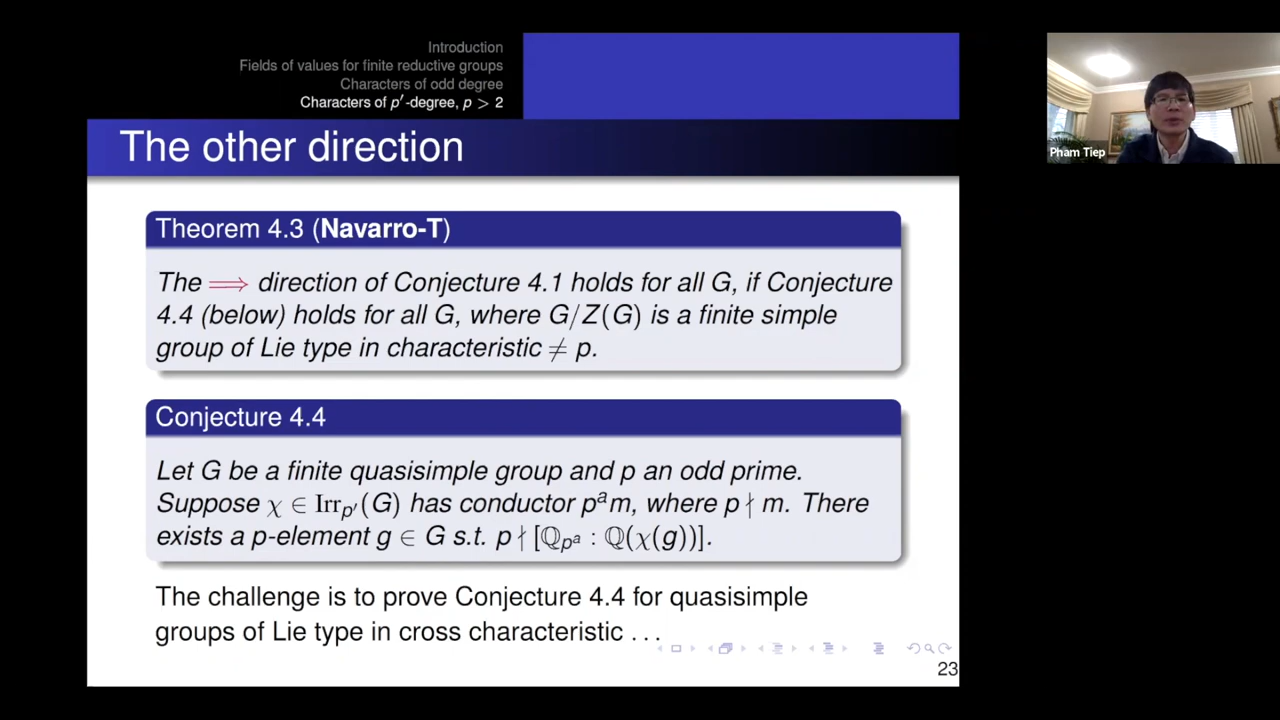 Introduction
Fields of values for finite reductive groups
Characters of odd degree
Characters of p′-degree, p > 2
The other direction
Theorem 4.3 (Navarro-T)
The ⟹ direction of Conjecture 4.1 holds for all G, if Conjecture
4.4 (below) holds for all G, where G/Z(G) is a finite simple
group of Lie type in characteristic ≠ p.
Conjecture 4.4
Let G be a finite quasisimple group and p an odd prime.
Suppose χ ∈ Irr_{p′}(G) has conductor p^a m, where p ∤ m. There
exists a p-element g ∈ G s.t. p ∤ [ℚ_{p^a} : ℚ(χ(g))].
The challenge is to prove Conjecture 4.4 for quasisimple
groups of Lie type in cross characteristic . . .
23
Pham Tiep